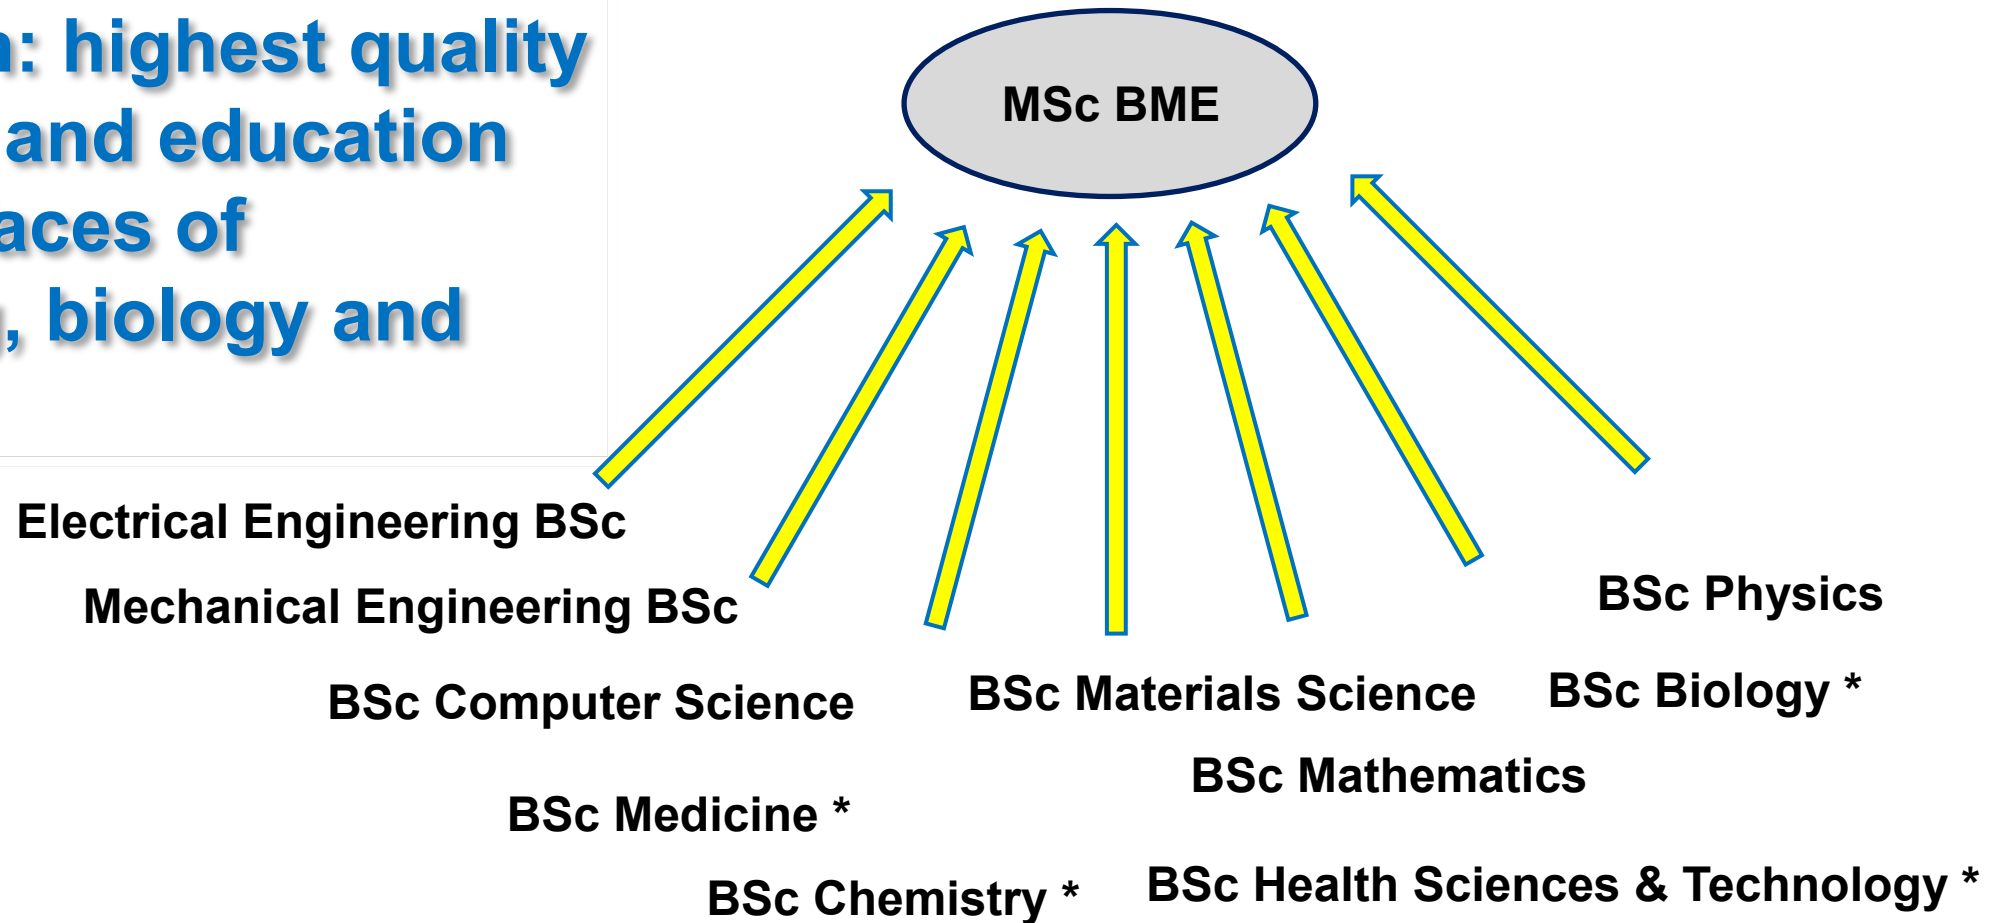 : highest quality
and education
of
, biology and
MSc BME
Electrical Engineering BSc
Mechanical Engineering BSc
BSc Physics
BSc Computer Science
BSc Materials Science
BSc Biology *
BSc Mathematics
BSc Medicine *
BSc Chemistry *
BSc Health Sciences & Technology *